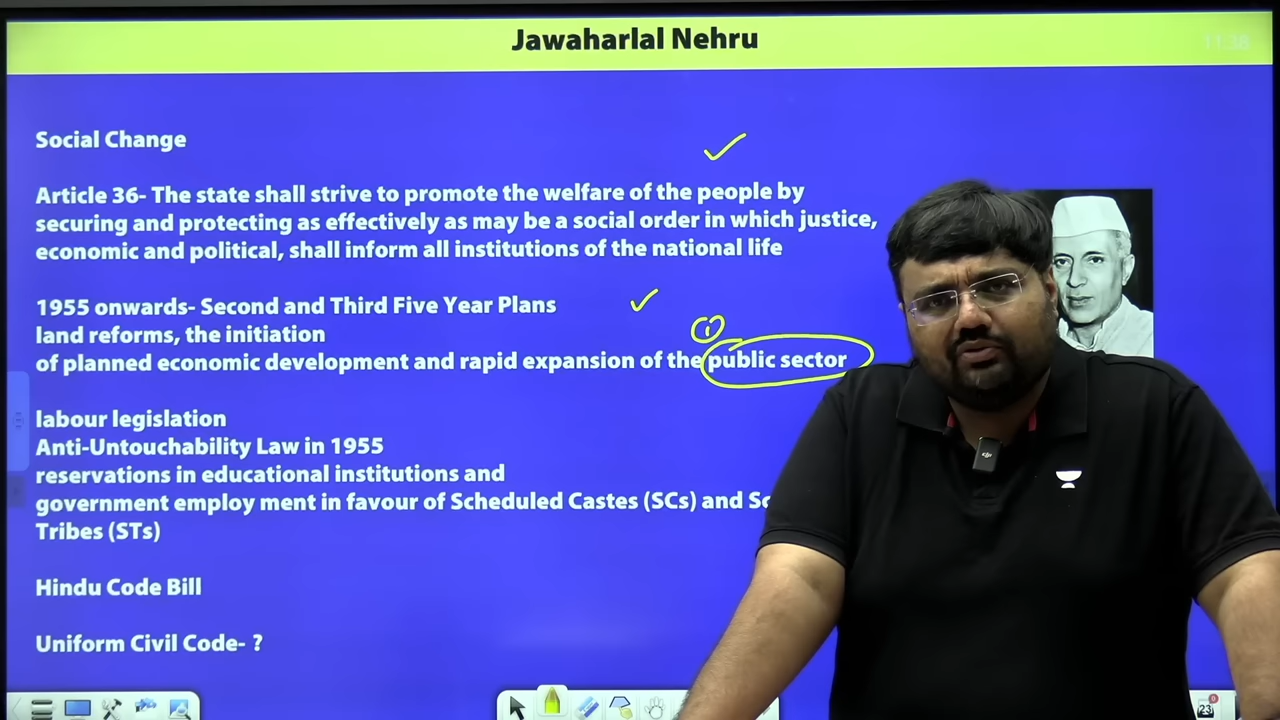 Jawaharlal Nehru
11:38
Social Change
Article 36- The state shall strive to promote the welfare of the people by
securing and protecting as effectively as may be a social order in which justice,
economic and political, shall inform all institutions of the national life
1955 onwards- Second and Third Five Year Plans
land reforms, the initiation
of planned economic development and rapid expansion of the public sector
1
labour legislation
Anti-Untouchability Law in 1955
reservations in educational institutions and
government employ ment in favour of Scheduled Castes (SCs) and Sc
Tribes (STs)
Hindu Code Bill
Uniform Civil Code- ?
dji
23